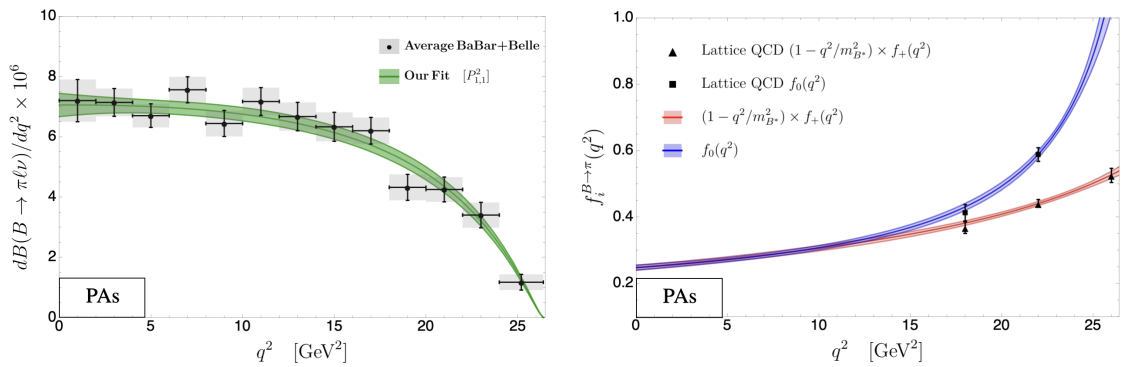 dB(B → πℓν)/dq² × 10⁶
8
6
4
2
0
Average BaBar+Belle
Our Fit [P²₁,₁]
PAs
0 5 10 15 20 25
q² [GeV²]
f_i^{B→π}(q²)
1.0
0.8
0.6
0.4
0.2
Lattice QCD (1 − q²/m²_{B*}) × f₊(q²)
Lattice QCD f₀(q²)
(1 − q²/m²_{B*}) × f₊(q²)
f₀(q²)
PAs
0 5 10 15 20 25
q² [GeV²]